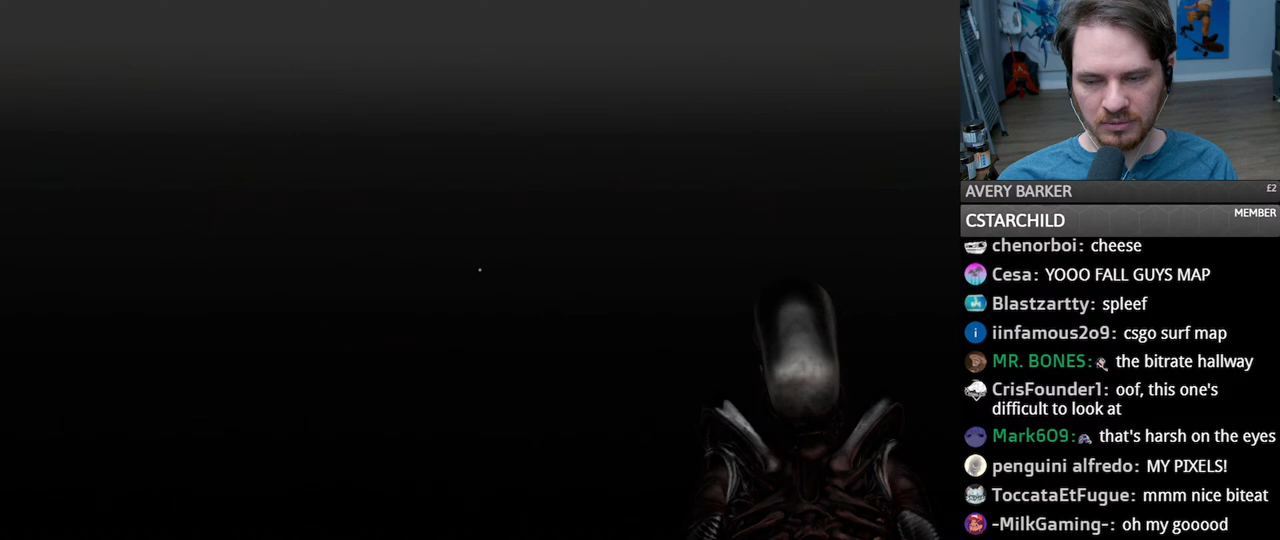 AVERY BARKER £2
CSTARCHILD MEMBER
chenorboi: cheese
Cesa: YOOO FALL GUYS MAP
Blastzartty: spleef
iinfamous2o9: csgo surf map
MR. BONES: the bitrate hallway
CrisFounder1: oof, this one's
difficult to look at
Mark609: that's harsh on the eyes
penguini alfredo: MY PIXELS!
ToccataEtFugue: mmm nice biteat
-MilkGaming-: oh my gooood